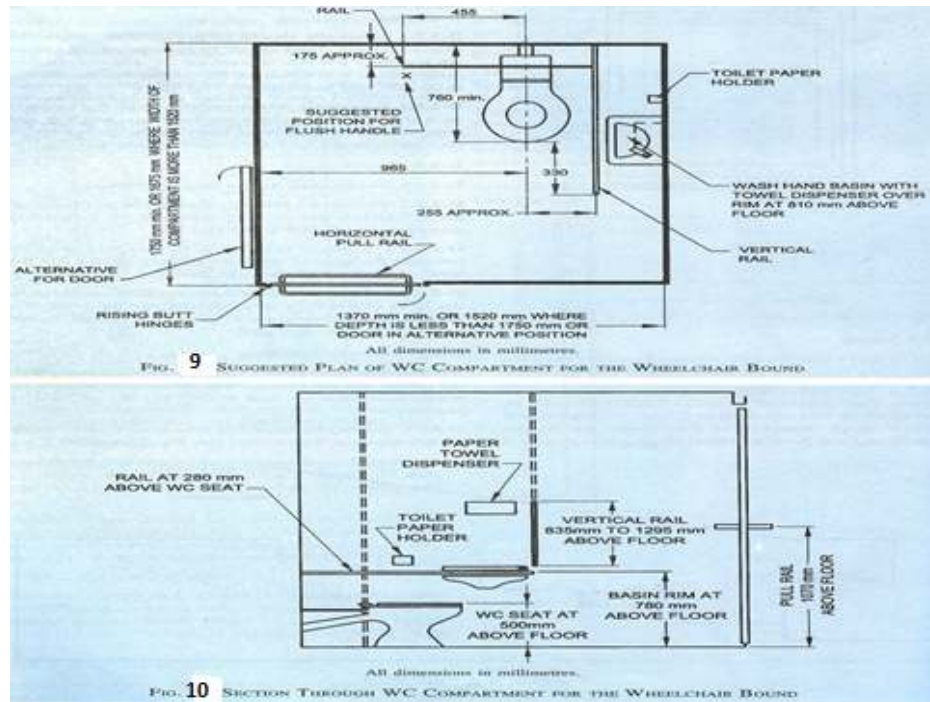 RAIL
455
175 APPROX.
X
SUGGESTED
POSITION FOR
FLUSH HANDLE
760 min.
TOILET PAPER
HOLDER
1750 mm min. OR 1675 mm WHERE WIDTH OF
COMPARTMENT IS MORE THAN 1520 mm
965
330
WASH HAND BASIN WITH
TOWEL DISPENSER OVER
RIM AT 810 mm ABOVE
FLOOR
255 APPROX.
HORIZONTAL
PULL RAIL
VERTICAL
RAIL
ALTERNATIVE
FOR DOOR
RISING BUTT
HINGES
1370 mm min. OR 1520 mm WHERE
DEPTH IS LESS THAN 1750 mm OR
DOOR IN ALTERNATIVE POSITION
All dimensions in millimetres.
FIG. 9 SUGGESTED PLAN OF WC COMPARTMENT FOR THE WHEELCHAIR BOUND
PAPER
TOWEL
DISPENSER
RAIL AT 280 mm
ABOVE WC SEAT
TOILET
PAPER
HOLDER
VERTICAL RAIL
835mm TO 1295 mm
ABOVE FLOOR
BASIN RIM AT
780 mm
ABOVE FLOOR
WC SEAT AT
500mm
ABOVE FLOOR
PULL RAIL
1070 mm
ABOVE FLOOR
All dimensions in millimetres.
FIG. 10 SECTION THROUGH WC COMPARTMENT FOR THE WHEELCHAIR BOUND